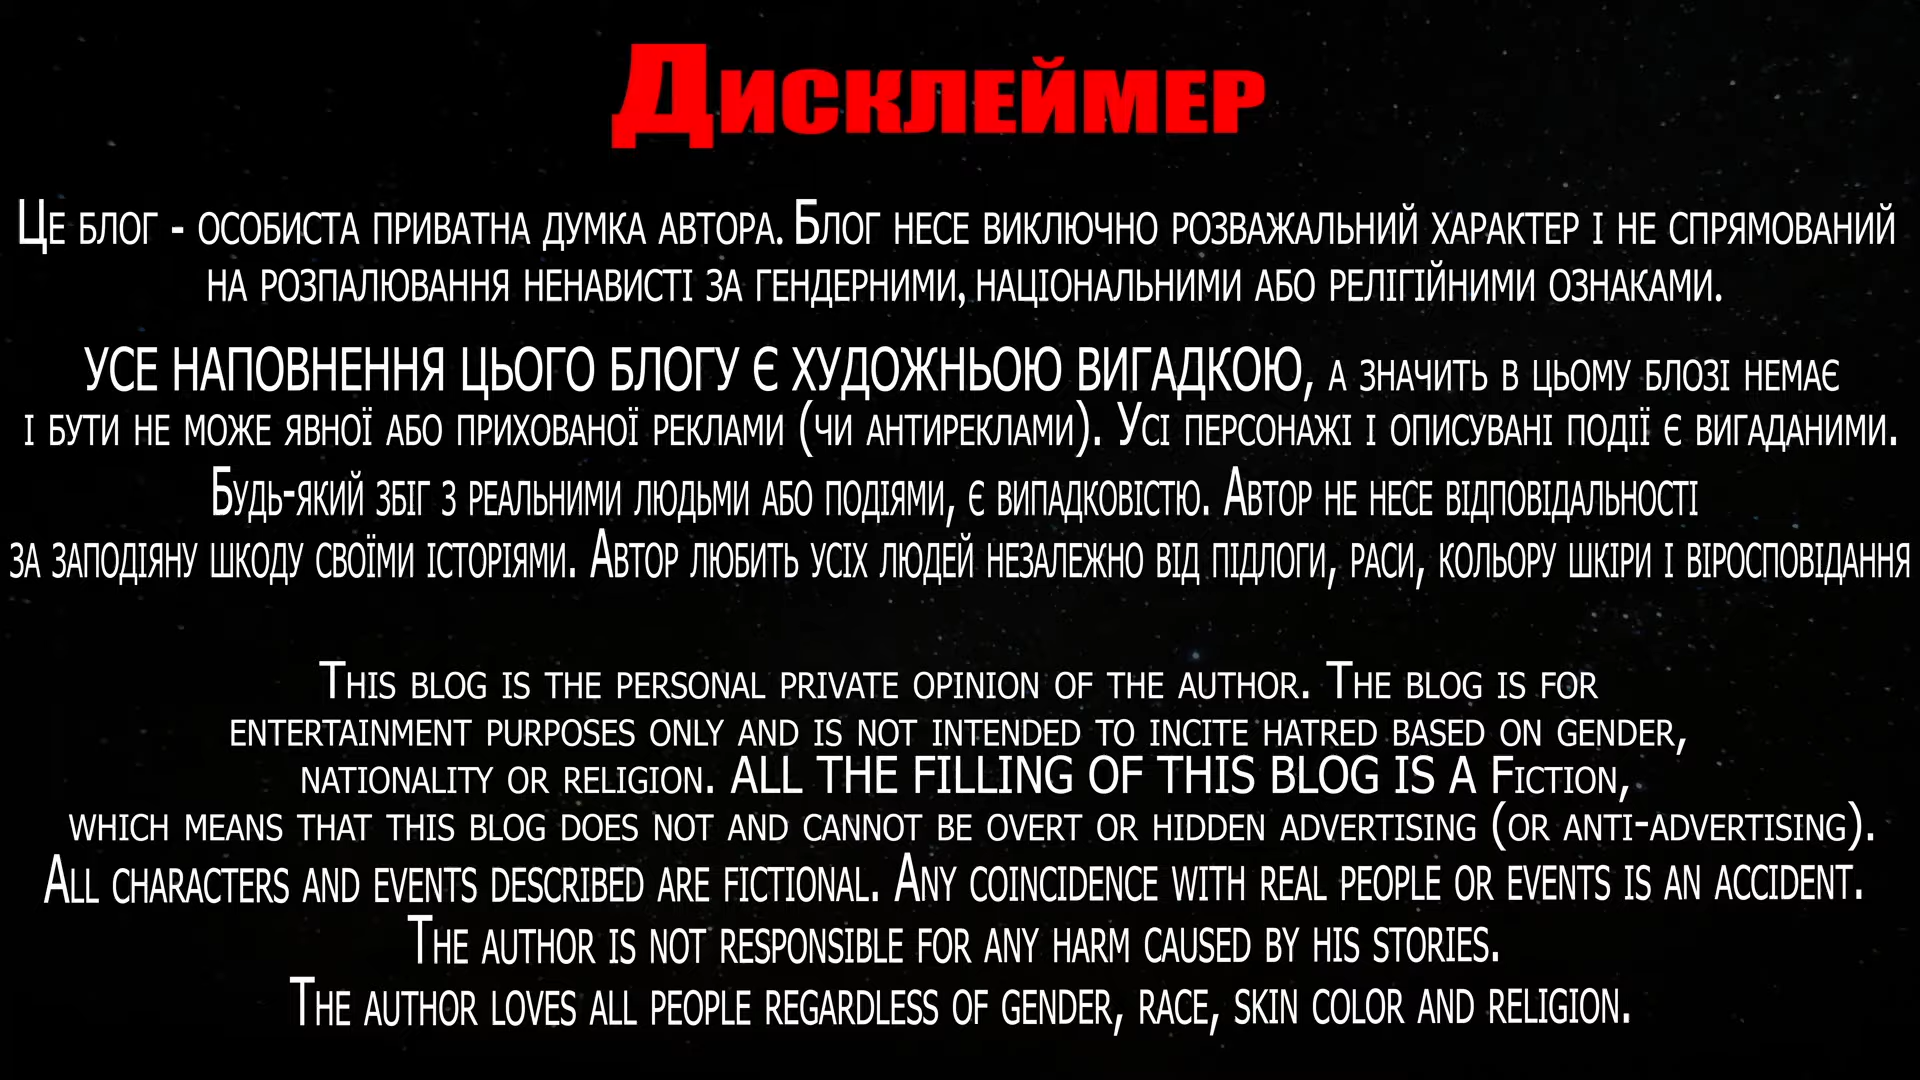 Дисклеймер
Це блог - особиста приватна думка автора. Блог несе виключно розважальний характер і не спрямований
на розпалювання ненависті за гендерними, національними або релігійними ознаками.
УСЕ НАПОВНЕННЯ ЦЬОГО БЛОГУ Є ХУДОЖНЬОЮ ВИГАДКОЮ, а значить в цьому блозі немає
і бути не може явної або прихованої реклами (чи антиреклами). Усі персонажі і описувані події є вигаданими.
Будь-який збіг з реальними людьми або подіями, є випадковістю. Автор не несе відповідальності
за заподіяну шкоду своїми історіями. Автор любить усіх людей незалежно від підлоги, раси, кольору шкіри і віросповідання
This blog is the personal private opinion of the author. The blog is for
entertainment purposes only and is not intended to incite hatred based on gender,
nationality or religion. ALL THE FILLING OF THIS BLOG IS A Fiction,
which means that this blog does not and cannot be overt or hidden advertising (or anti-advertising).
All characters and events described are fictional. Any coincidence with real people or events is an accident.
The author is not responsible for any harm caused by his stories.
The author loves all people regardless of gender, race, skin color and religion.